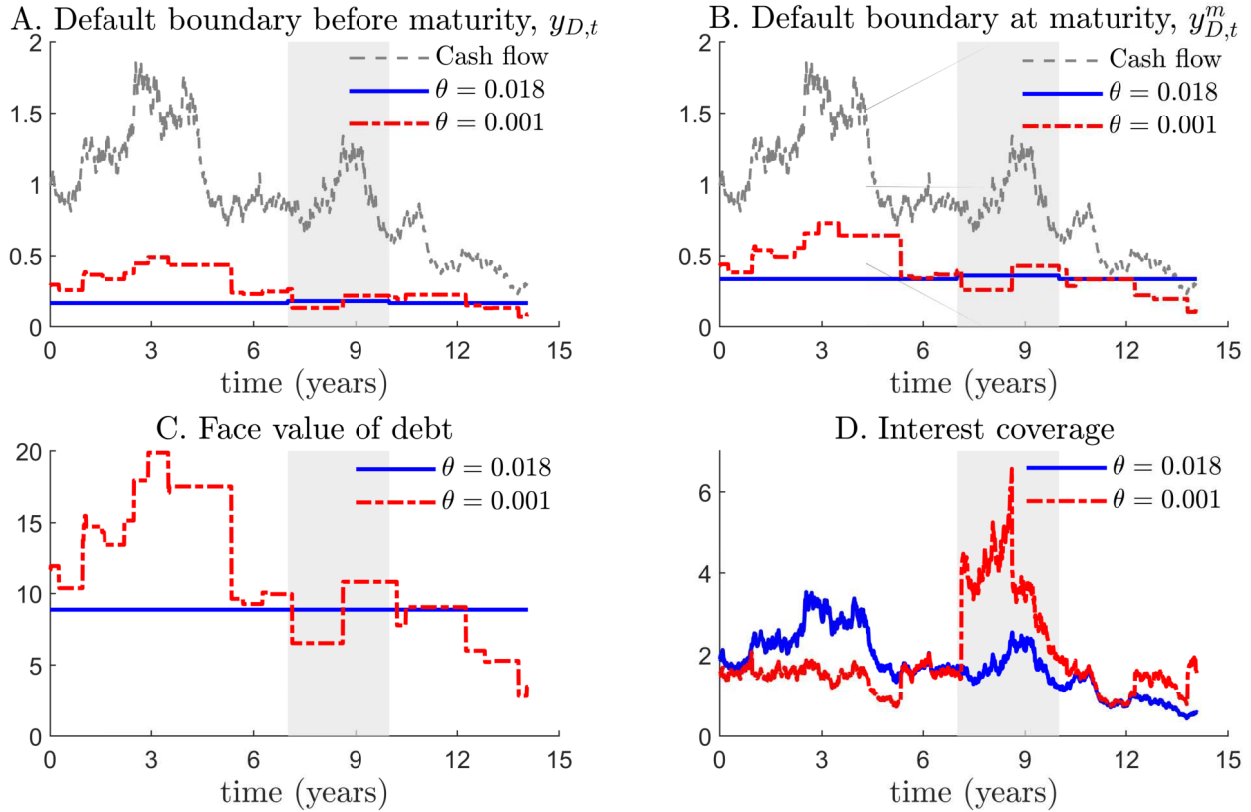 A. Default boundary before maturity, $y_{D,t}$
2
1.5
1
0.5
0
Cash flow
θ = 0.018
θ = 0.001
0 3 6 9 12 15
time (years)
B. Default boundary at maturity, $y_{D,t}^{m}$
2
1.5
1
0.5
0
Cash flow
θ = 0.018
θ = 0.001
0 3 6 9 12 15
time (years)
C. Face value of debt
20
15
10
5
0
θ = 0.018
θ = 0.001
0 3 6 9 12 15
time (years)
D. Interest coverage
6
4
2
0
θ = 0.018
θ = 0.001
0 3 6 9 12 15
time (years)